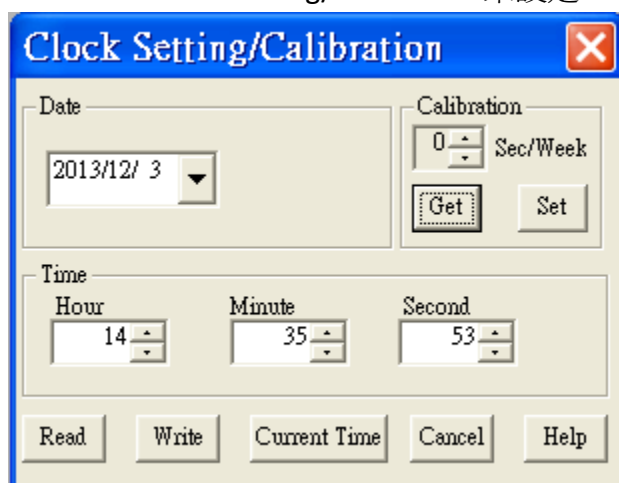 Clock Setting/Calibration
Date
2013/12/ 3
Calibration
0 Sec/Week
Get Set
Time
Hour Minute Second
14 35 53
Read Write Current Time Cancel Help